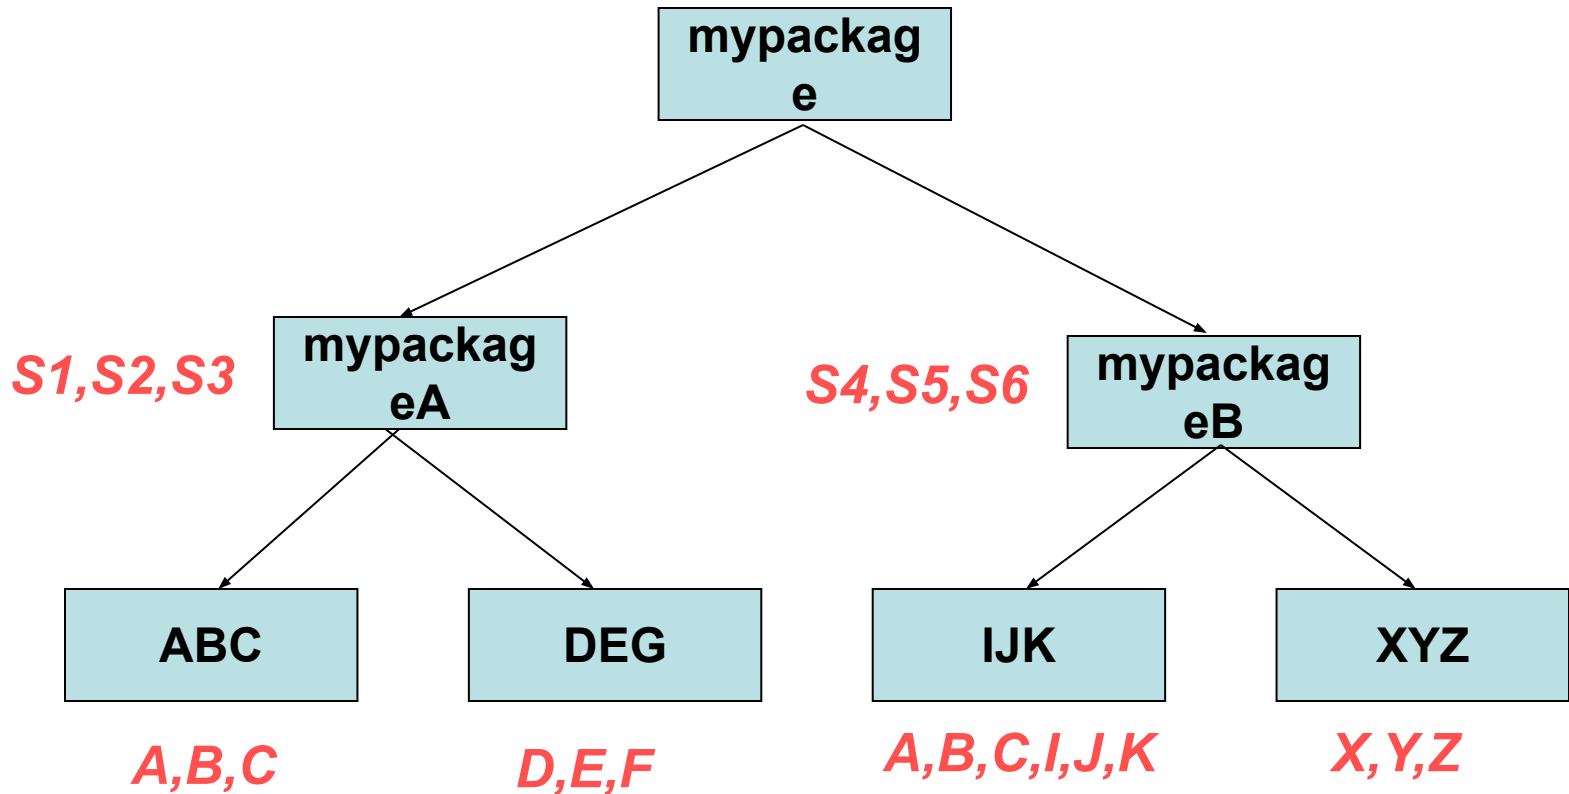 mypackag
e
S1,S2,S3
mypackag
eA
S4,S5,S6
mypackag
eB
ABC
DEG
IJK
XYZ
A,B,C
D,E,F
A,B,C,I,J,K
X,Y,Z